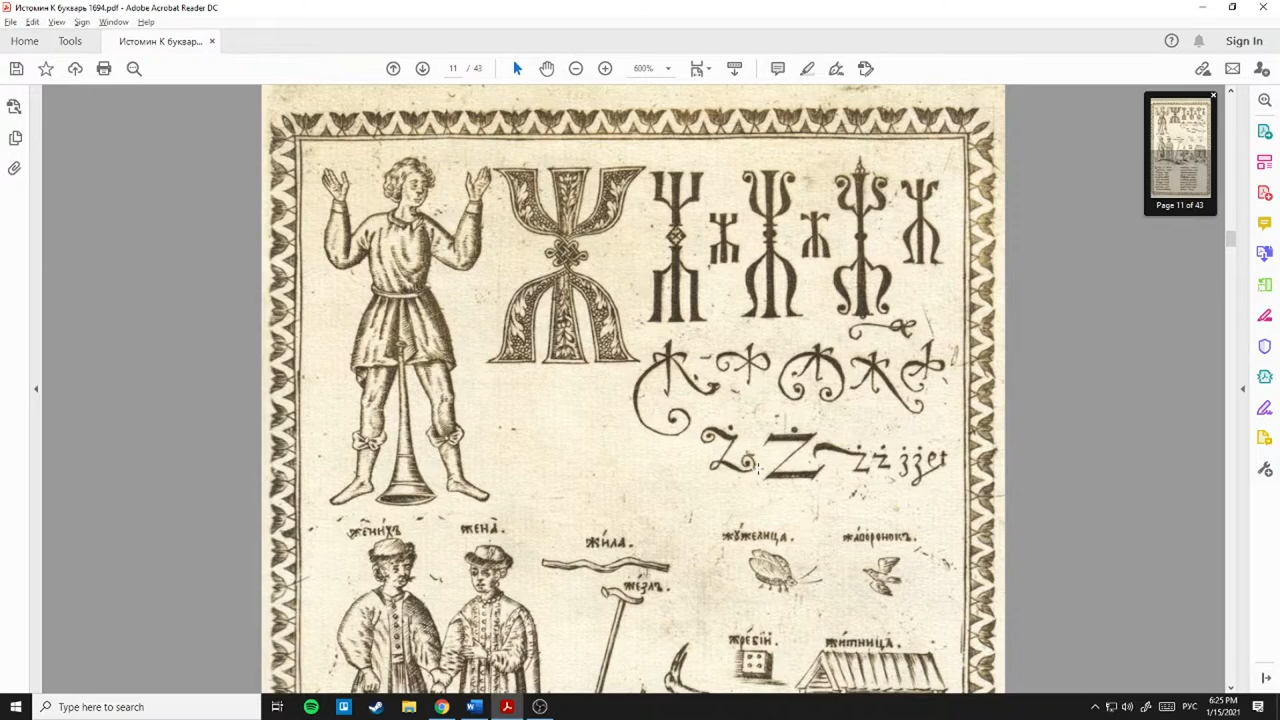 Истомин К букварь 1694.pdf - Adobe Acrobat Reader DC
File Edit View Sign Window Help
Home Tools Истомин К буквар... × Sign In
11 / 43 600%
Page 11 of 43
Ж Ж ж Ж ж Ж ж
Ж ж Ж Ж ж
Ż Ż ż ż
женихъ жена.
жила. жужелица. жаворонокъ.
жезлъ.
жребїй. житница.
Type here to search
РУС
6:25 PM
1/15/2021